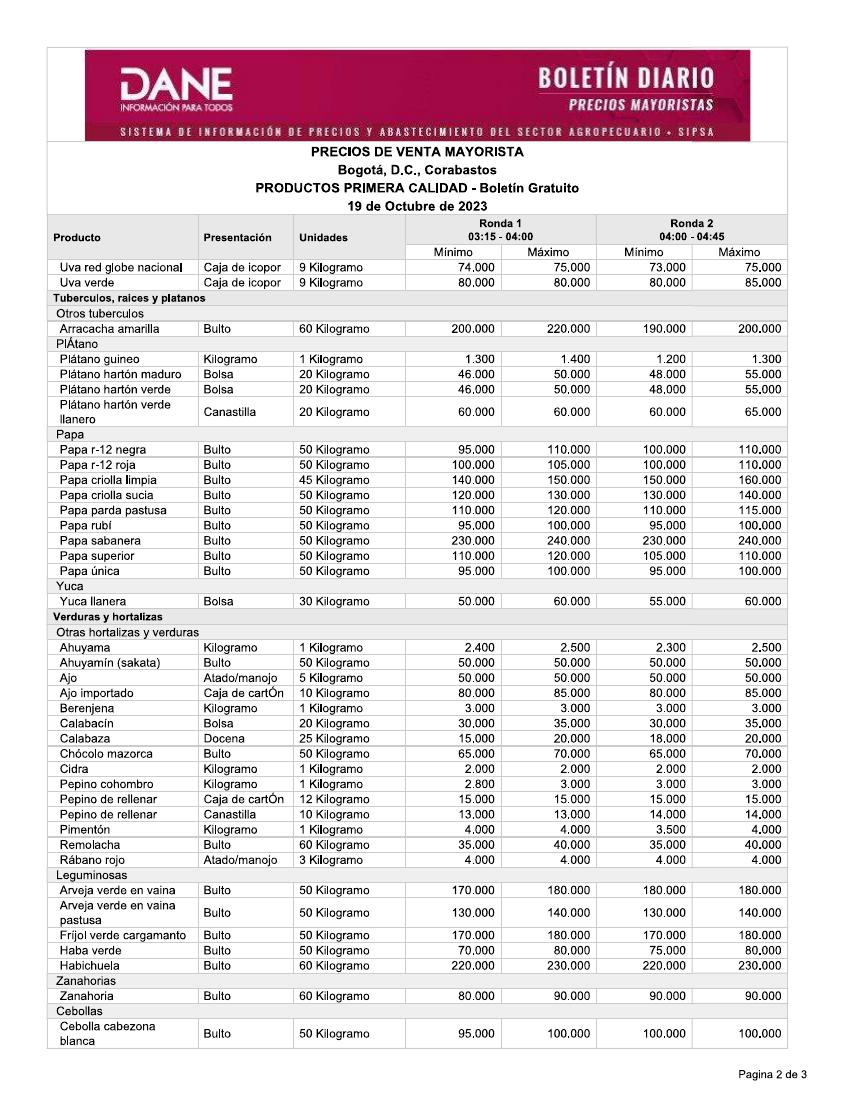 DANE
INFORMACIÓN PARA TODOS
BOLETÍN DIARIO
PRECIOS MAYORISTAS
SISTEMA DE INFORMACIÓN DE PRECIOS Y ABASTECIMIENTO DEL SECTOR AGROPECUARIO • SIPSA
PRECIOS DE VENTA MAYORISTA
Bogotá, D.C., Corabastos
PRODUCTOS PRIMERA CALIDAD - Boletín Gratuito
19 de Octubre de 2023
Producto Presentación Unidades Ronda 1 03:15 - 04:00 Ronda 2 04:00 - 04:45
Mínimo Máximo Mínimo Máximo
Uva red globe nacional Caja de icopor 9 Kilogramo 74.000 75.000 73.000 75.000
Uva verde Caja de icopor 9 Kilogramo 80.000 80.000 80.000 85.000
Tuberculos, raices y platanos
Otros tuberculos
Arracacha amarilla Bulto 60 Kilogramo 200.000 220.000 190.000 200.000
PlÁtano
Plátano guineo Kilogramo 1 Kilogramo 1.300 1.400 1.200 1.300
Plátano hartón maduro Bolsa 20 Kilogramo 46.000 50.000 48.000 55.000
Plátano hartón verde Bolsa 20 Kilogramo 46.000 50.000 48.000 55.000
Plátano hartón verde
llanero Canastilla 20 Kilogramo 60.000 60.000 60.000 65.000
Papa
Papa r-12 negra Bulto 50 Kilogramo 95.000 110.000 100.000 110.000
Papa r-12 roja Bulto 50 Kilogramo 100.000 105.000 100.000 110.000
Papa criolla limpia Bulto 45 Kilogramo 140.000 150.000 150.000 160.000
Papa criolla sucia Bulto 50 Kilogramo 120.000 130.000 130.000 140.000
Papa parda pastusa Bulto 50 Kilogramo 110.000 120.000 110.000 115.000
Papa rubí Bulto 50 Kilogramo 95.000 100.000 95.000 100.000
Papa sabanera Bulto 50 Kilogramo 230.000 240.000 230.000 240.000
Papa superior Bulto 50 Kilogramo 110.000 120.000 105.000 110.000
Papa única Bulto 50 Kilogramo 95.000 100.000 95.000 100.000
Yuca
Yuca llanera Bolsa 30 Kilogramo 50.000 60.000 55.000 60.000
Verduras y hortalizas
Otras hortalizas y verduras
Ahuyama Kilogramo 1 Kilogramo 2.400 2.500 2.300 2.500
Ahuyamín (sakata) Bulto 50 Kilogramo 50.000 50.000 50.000 50.000
Ajo Atado/manojo 5 Kilogramo 50.000 50.000 50.000 50.000
Ajo importado Caja de cartÓn 10 Kilogramo 80.000 85.000 80.000 85.000
Berenjena Kilogramo 1 Kilogramo 3.000 3.000 3.000 3.000
Calabacín Bolsa 20 Kilogramo 30.000 35.000 30.000 35.000
Calabaza Docena 25 Kilogramo 15.000 20.000 18.000 20.000
Chócolo mazorca Bulto 50 Kilogramo 65.000 70.000 65.000 70.000
Cidra Kilogramo 1 Kilogramo 2.000 2.000 2.000 2.000
Pepino cohombro Kilogramo 1 Kilogramo 2.800 3.000 3.000 3.000
Pepino de rellenar Caja de cartÓn 12 Kilogramo 15.000 15.000 15.000 15.000
Pepino de rellenar Canastilla 10 Kilogramo 13.000 13.000 14.000 14.000
Pimentón Kilogramo 1 Kilogramo 4.000 4.000 3.500 4.000
Remolacha Bulto 60 Kilogramo 35.000 40.000 35.000 40.000
Rábano rojo Atado/manojo 3 Kilogramo 4.000 4.000 4.000 4.000
Leguminosas
Arveja verde en vaina Bulto 50 Kilogramo 170.000 180.000 180.000 180.000
Arveja verde en vaina
pastusa Bulto 50 Kilogramo 130.000 140.000 130.000 140.000
Fríjol verde cargamanto Bulto 50 Kilogramo 170.000 180.000 170.000 180.000
Haba verde Bulto 50 Kilogramo 70.000 80.000 75.000 80.000
Habichuela Bulto 60 Kilogramo 220.000 230.000 220.000 230.000
Zanahorias
Zanahoria Bulto 60 Kilogramo 80.000 90.000 90.000 90.000
Cebollas
Cebolla cabezona
blanca Bulto 50 Kilogramo 95.000 100.000 100.000 100.000
Pagina 2 de 3